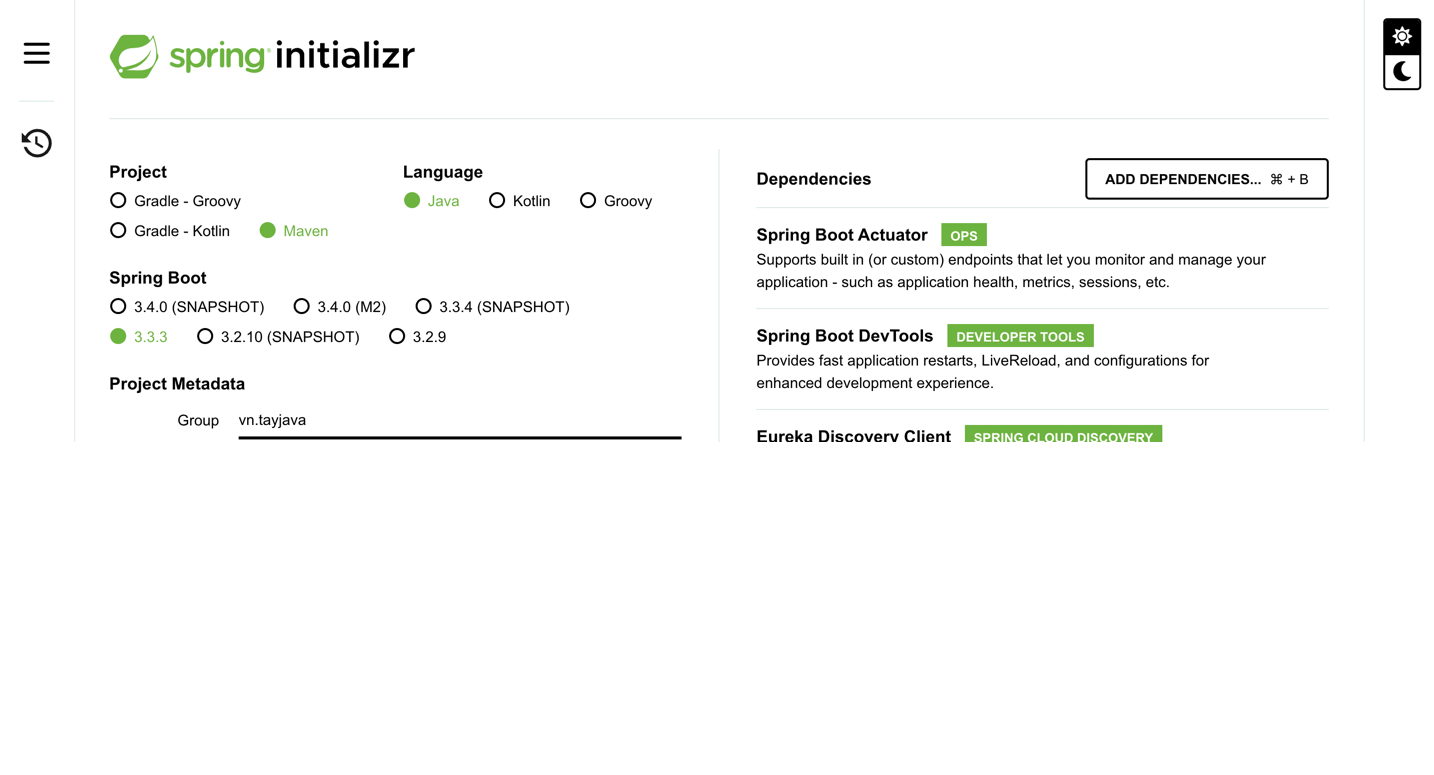 spring initializr
Project
Gradle - Groovy
Gradle - Kotlin Maven
Language
Java Kotlin Groovy
Spring Boot
3.4.0 (SNAPSHOT) 3.4.0 (M2) 3.3.4 (SNAPSHOT)
3.3.3 3.2.10 (SNAPSHOT) 3.2.9
Project Metadata
Group vn.tayjava
Dependencies
ADD DEPENDENCIES... ⌘ + B
Spring Boot Actuator OPS
Supports built in (or custom) endpoints that let you monitor and manage your
application - such as application health, metrics, sessions, etc.
Spring Boot DevTools DEVELOPER TOOLS
Provides fast application restarts, LiveReload, and configurations for
enhanced development experience.
Eureka Discovery Client SPRING CLOUD DISCOVERY